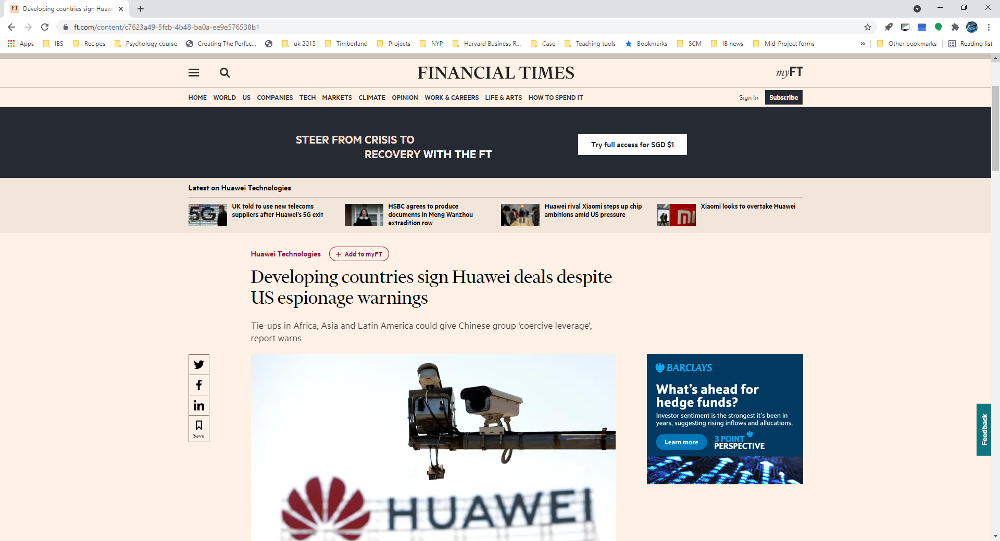 FT Developing countries sign Huaw
ft.com/content/c7623a49-5fcb-4b48-ba0a-ee9e576538b1
Apps IBS Recipes Psychology course Creating The Perfec... uk 2015 Timberland Projects NYP Harvard Business R... Case Teaching tools Bookmarks SCM IB news Mid-Project forms » Other bookmarks Reading list
FINANCIAL TIMES
myFT
HOME WORLD US COMPANIES TECH MARKETS CLIMATE OPINION WORK & CAREERS LIFE & ARTS HOW TO SPEND IT Sign In Subscribe
STEER FROM CRISIS TO
RECOVERY WITH THE FT
Try full access for SGD $1
Latest on Huawei Technologies
5G
UK told to use new telecoms
suppliers after Huawei's 5G exit
HSBC agrees to produce
documents in Meng Wanzhou
extradition row
Huawei rival Xiaomi steps up chip
ambitions amid US pressure
mi
Xiaomi looks to overtake Huawei
Huawei Technologies + Add to myFT
Developing countries sign Huawei deals despite
US espionage warnings
Tie-ups in Africa, Asia and Latin America could give Chinese group ‘coercive leverage’,
report warns
Save
HUAWEI
BARCLAYS
What's ahead for
hedge funds?
Investor sentiment is the strongest it's been in
years, suggesting rising inflows and allocations.
Learn more
3 POINT
PERSPECTIVE
Feedback